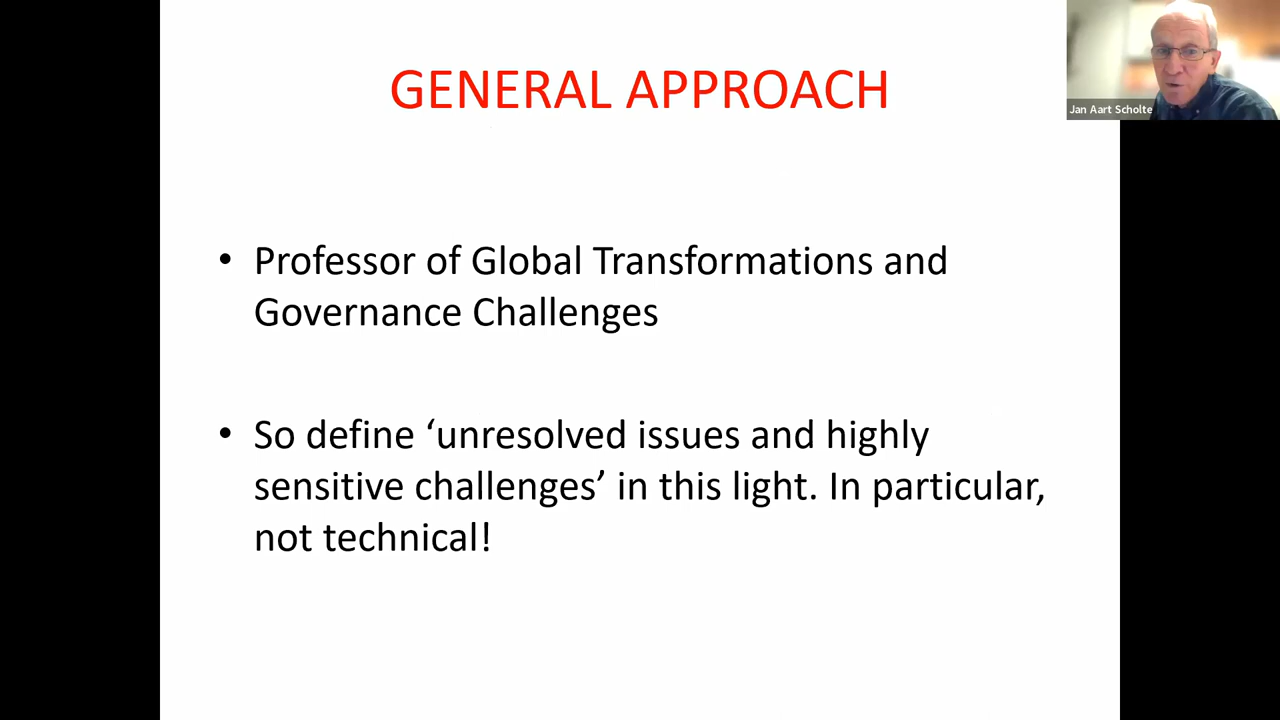 GENERAL APPROACH
Jan Aart Scholte
• Professor of Global Transformations and
Governance Challenges
• So define ‘unresolved issues and highly
sensitive challenges’ in this light. In particular,
not technical!